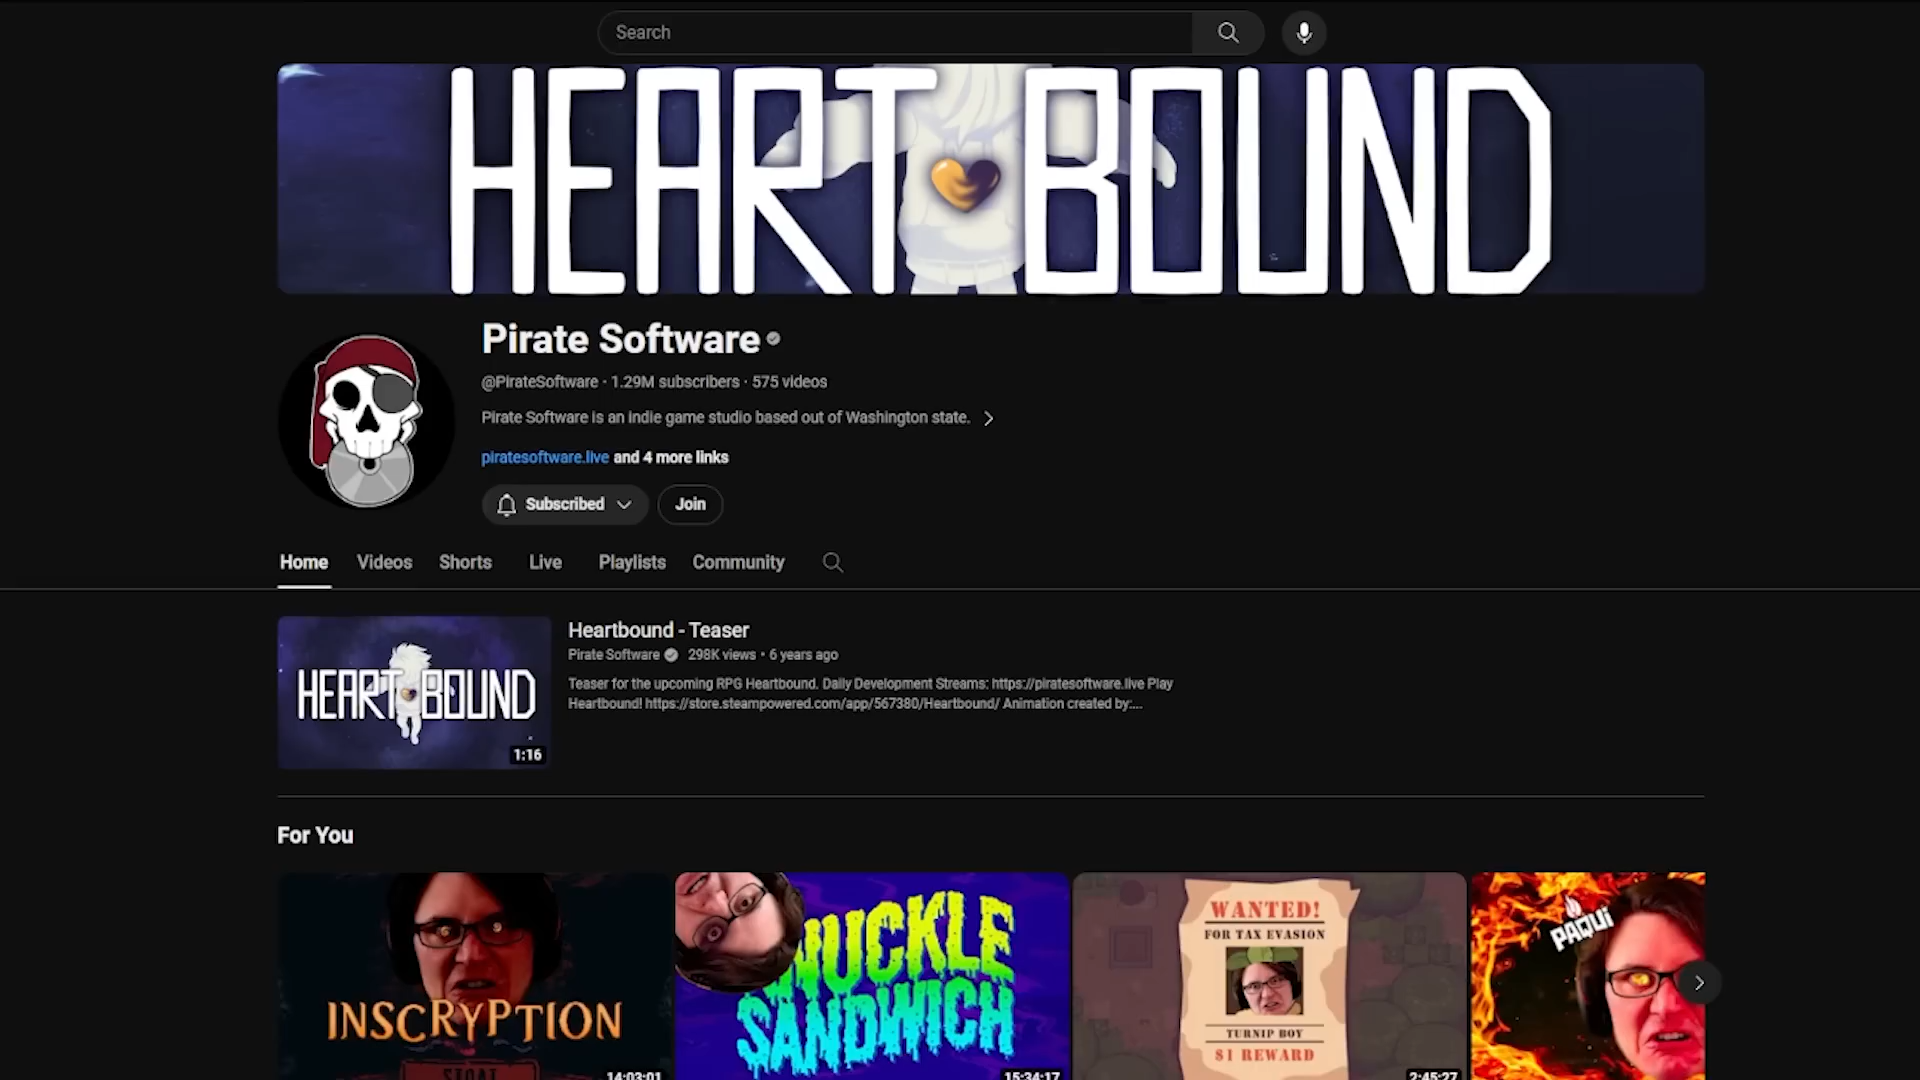 Search
HEART BOUND
Pirate Software
@PirateSoftware · 1.29M subscribers · 575 videos
Pirate Software is an indie game studio based out of Washington state.
piratesoftware.live and 4 more links
Subscribed
Join
Home Videos Shorts Live Playlists Community
HEART BOUND
1:16
Heartbound - Teaser
Pirate Software 298K views • 6 years ago
Teaser for the upcoming RPG Heartbound. Daily Development Streams: https://piratesoftware.live Play
Heartbound! https://store.steampowered.com/app/567380/Heartbound/ Animation created by:...
For You
INSCRYPTION
14:03:01
SANDWICH
15:34:17
WANTED!
FOR TAX EVASION
TURNIP BOY
$1 REWARD
2:45:27
PAQUI